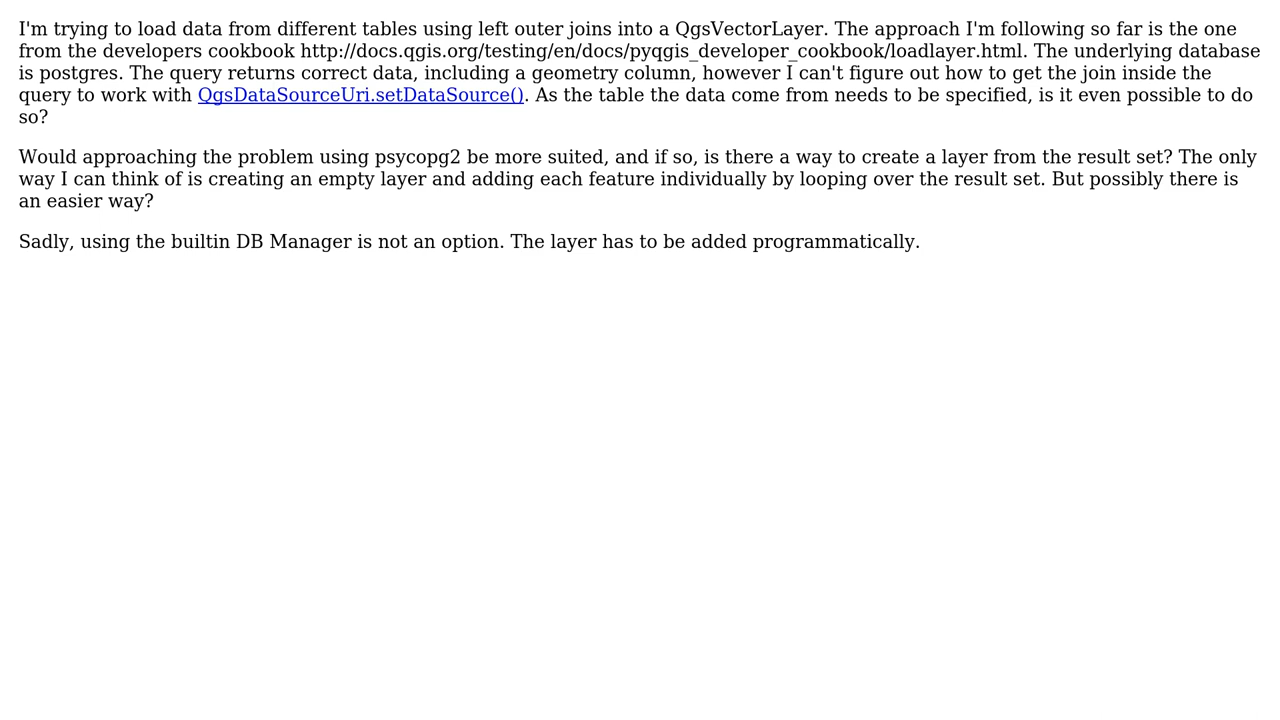 I'm trying to load data from different tables using left outer joins into a QgsVectorLayer. The approach I'm following so far is the one
from the developers cookbook http://docs.qgis.org/testing/en/docs/pyqgis_developer_cookbook/loadlayer.html. The underlying database
is postgres. The query returns correct data, including a geometry column, however I can't figure out how to get the join inside the
query to work with QgsDataSourceUri.setDataSource(). As the table the data come from needs to be specified, is it even possible to do
so?
Would approaching the problem using psycopg2 be more suited, and if so, is there a way to create a layer from the result set? The only
way I can think of is creating an empty layer and adding each feature individually by looping over the result set. But possibly there is
an easier way?
Sadly, using the builtin DB Manager is not an option. The layer has to be added programmatically.